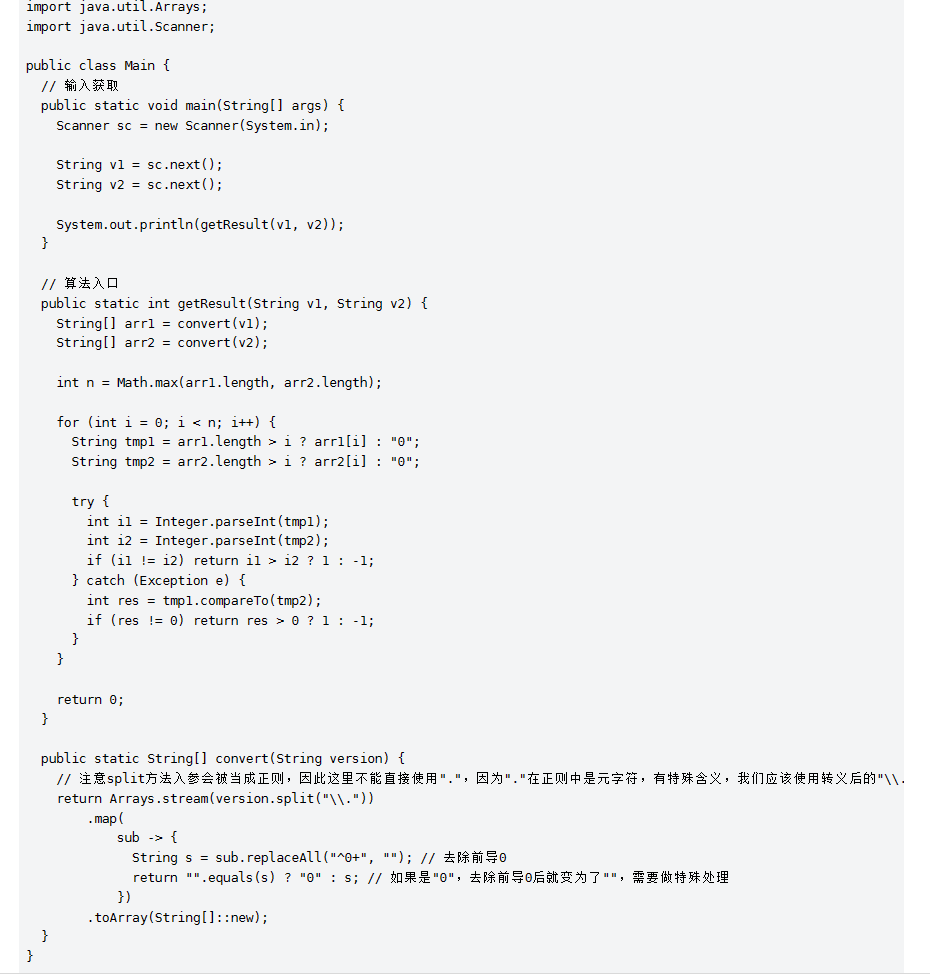 import java.util.Arrays;
import java.util.Scanner;

public class Main {
  // 输入获取
  public static void main(String[] args) {
    Scanner sc = new Scanner(System.in);

    String v1 = sc.next();
    String v2 = sc.next();

    System.out.println(getResult(v1, v2));
  }

  // 算法入口
  public static int getResult(String v1, String v2) {
    String[] arr1 = convert(v1);
    String[] arr2 = convert(v2);

    int n = Math.max(arr1.length, arr2.length);

    for (int i = 0; i < n; i++) {
      String tmp1 = arr1.length > i ? arr1[i] : "0";
      String tmp2 = arr2.length > i ? arr2[i] : "0";

      try {
        int i1 = Integer.parseInt(tmp1);
        int i2 = Integer.parseInt(tmp2);
        if (i1 != i2) return i1 > i2 ? 1 : -1;
      } catch (Exception e) {
        int res = tmp1.compareTo(tmp2);
        if (res != 0) return res > 0 ? 1 : -1;
      }
    }

    return 0;
  }

  public static String[] convert(String version) {
    // 注意split方法入参会被当成正则，因此这里不能直接使用"."，因为"."在正则中是元字符，有特殊含义，我们应该使用转义后的"\\.
    return Arrays.stream(version.split("\\."))
        .map(
            sub -> {
              String s = sub.replaceAll("^0+", ""); // 去除前导0
              return "".equals(s) ? "0" : s; // 如果是"0"，去除前导0后就变为了""，需要做特殊处理
            })
        .toArray(String[]::new);
  }
}